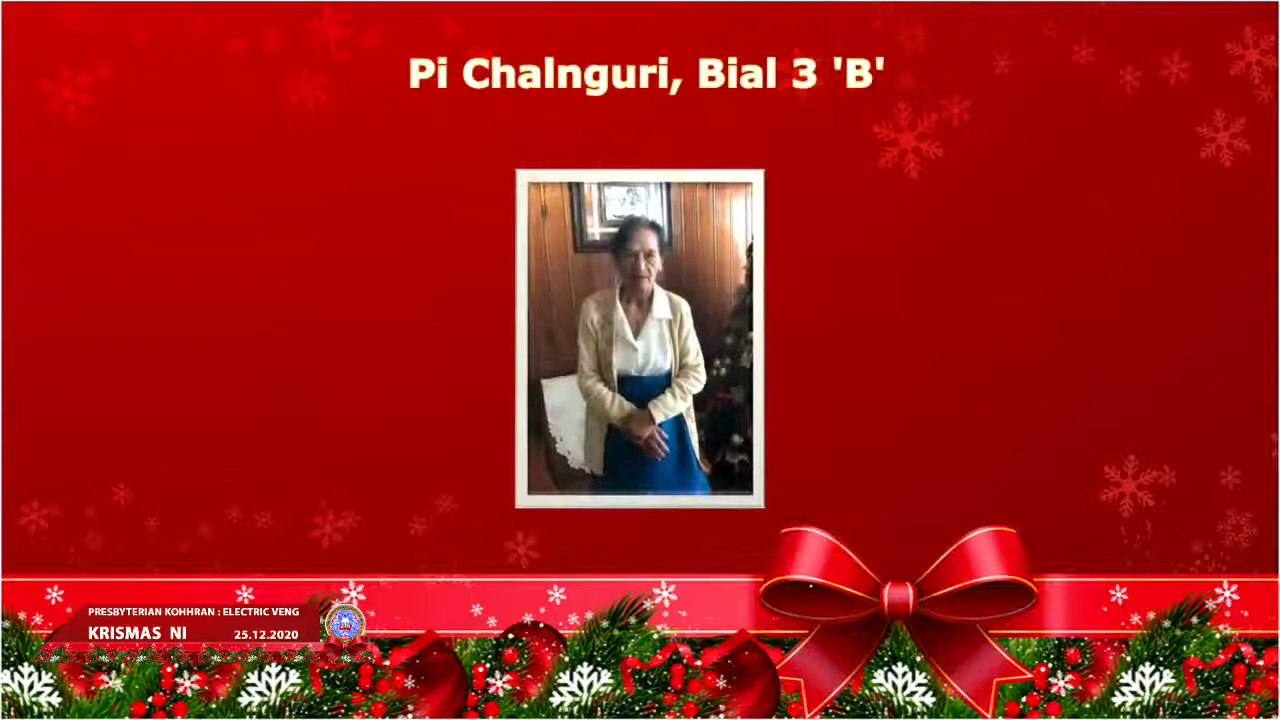 Pi Chalnguri, Bial 3 'B'
PRESBYTERIAN KOHHRAN : ELECTRIC VENG
KRISMAS NI 25.12.2020